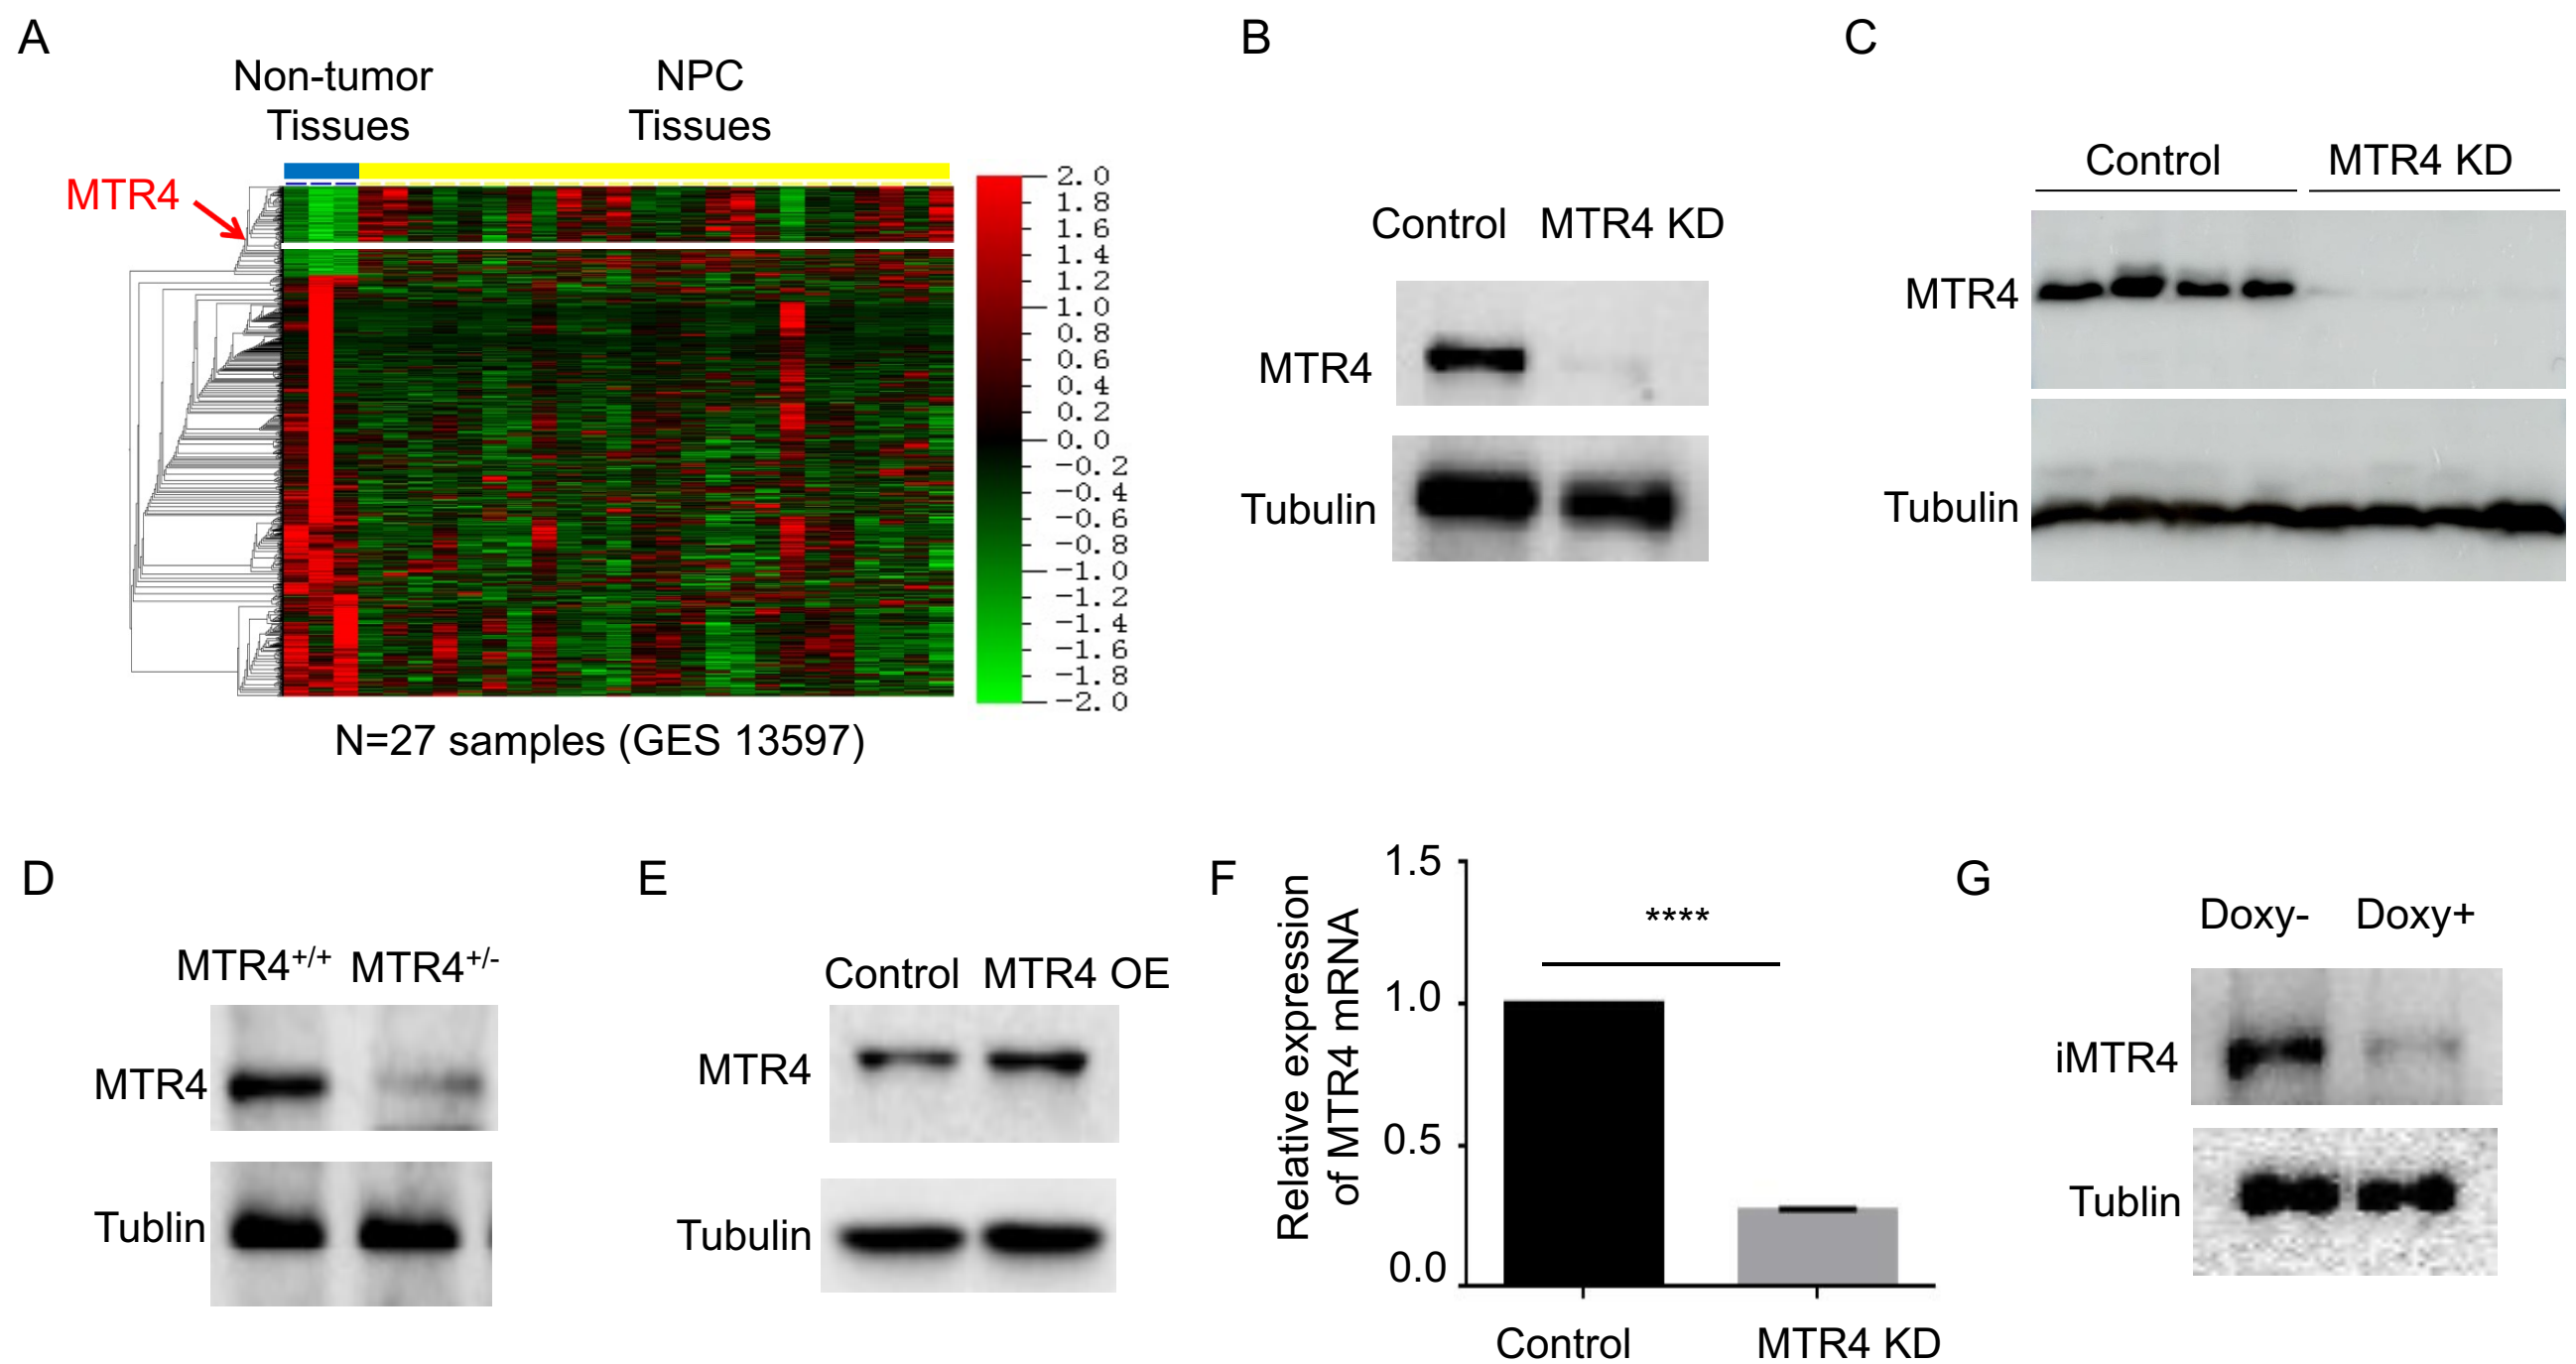 A
Non-tumor
Tissues
NPC
Tissues
MTR4
2.0
1.8
1.6
1.4
1.2
1.0
0.8
0.6
0.4
0.2
0.0
-0.2
-0.4
-0.6
-0.8
-1.0
-1.2
-1.4
-1.6
-1.8
-2.0
N=27 samples (GES 13597)
B
Control MTR4 KD
MTR4
Tubulin
C
Control MTR4 KD
MTR4
Tubulin
D
MTR4+/+ MTR4+/-
MTR4
Tublin
E
Control MTR4 OE
MTR4
Tubulin
F
Relative expression
of MTR4 mRNA
1.5
1.0
0.5
0.0
****
Control MTR4 KD
G
Doxy- Doxy+
iMTR4
Tublin